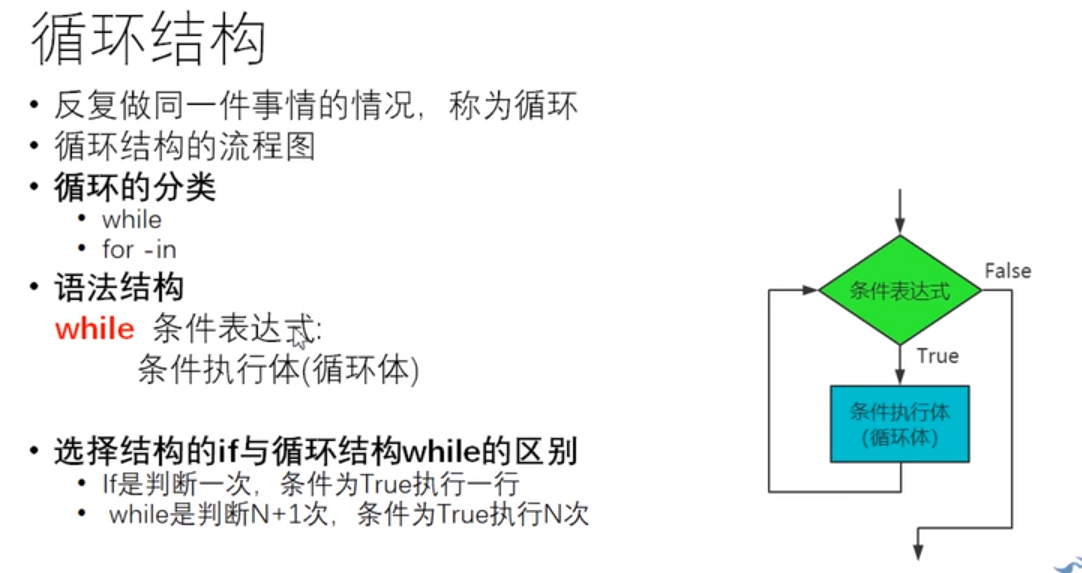 循环结构
• 反复做同一件事情的情况，称为循环
• 循环结构的流程图
• 循环的分类
• while
• for -in
• 语法结构
while 条件表达式:
条件执行体(循环体)
• 选择结构的if与循环结构while的区别
• If是判断一次，条件为True执行一行
• while是判断N+1次，条件为True执行N次
条件表达式
False
True
条件执行体
(循环体)